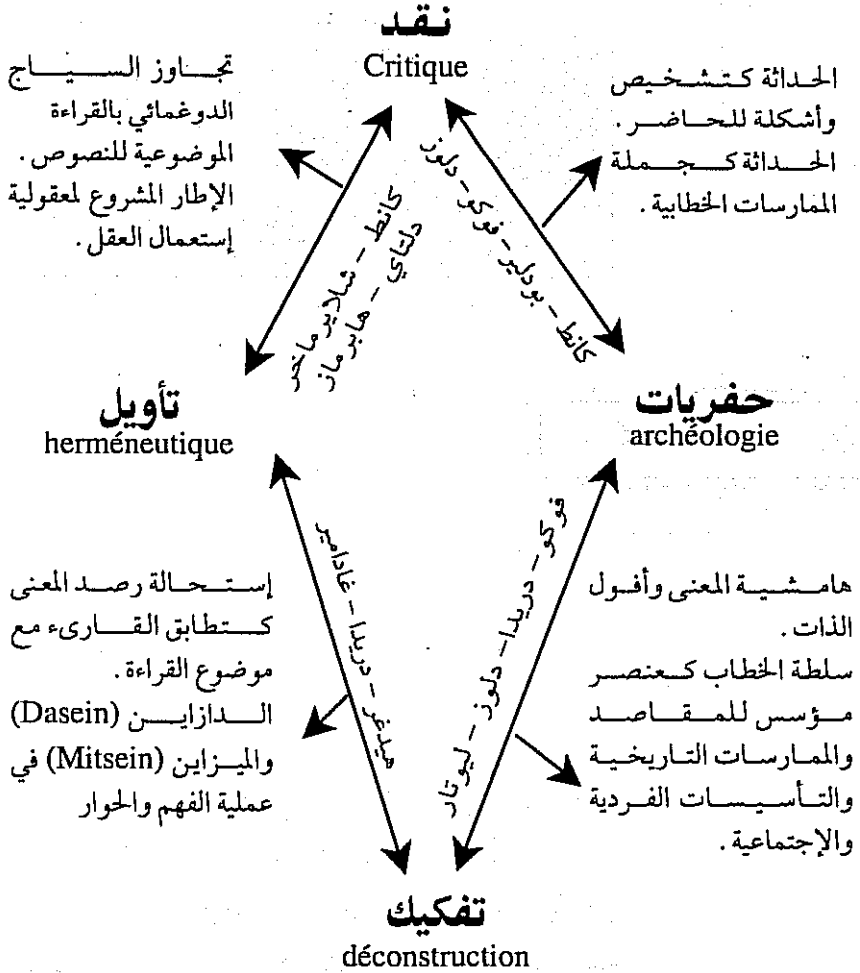 نقد
Critique
الحداثة كتشخيص
وأشكلة للحاضر.
الحداثة كجملة
الممارسات الخطابية.
تجاوز السياج
الدوغمائي بالقراءة
الموضوعية للنصوص.
الإطار المشروع لمعقولية
إستعمال العقل.
كانط - بودلير - فوكو - دلوز
كانط - شلايرماخر
دلتاي - هابرماز
حفريات
archéologie
تأويل
herméneutique
فوكو - دريدا - دلوز - ليوتار
هيدغر - دريدا - غادامير
هامشية المعنى وأفول
الذات.
سلطة الخطاب كعنصر
مؤسس للمقاصد
والممارسات التاريخية
والتأسيسات الفردية
والإجتماعية.
إستحالة رصد المعنى
كتطابق القارىء مع
موضوع القراءة.
الدازاين (Dasein)
والميزاين (Mitsein) في
عملية الفهم والحوار
تفكيك
déconstruction